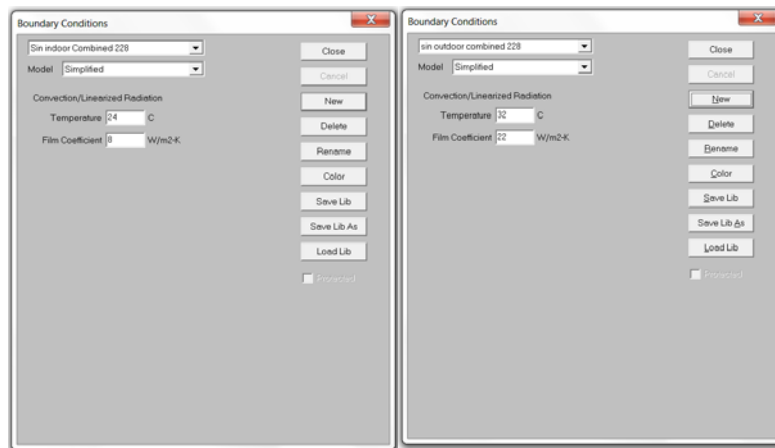 Boundary Conditions
Sin indoor Combined 228
Model Simplified
Convection/Linearized Radiation
Temperature 24 C
Film Coefficient 8 W/m2-K
Close
Cancel
New
Delete
Rename
Color
Save Lib
Save Lib As
Load Lib
Protected
Boundary Conditions
sin outdoor combined 228
Model Simplified
Convection/Linearized Radiation
Temperature 32 C
Film Coefficient 22 W/m2-K
Close
Cancel
New
Delete
Rename
Color
Save Lib
Save Lib As
Load Lib
Protected